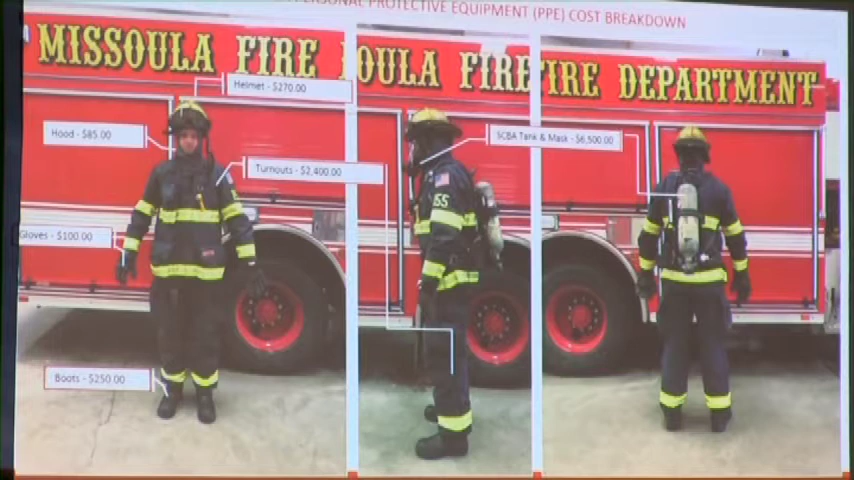 PERSONAL PROTECTIVE EQUIPMENT (PPE) COST BREAKDOWN
MISSOULA FIRE
OULA FIRE
FIRE DEPARTMENT
Helmet - $270.00
Hood - $85.00
SCBA Tank & Mask - $6,500.00
Turnouts - $2,400.00
55
Gloves - $100.00
Boots - $250.00